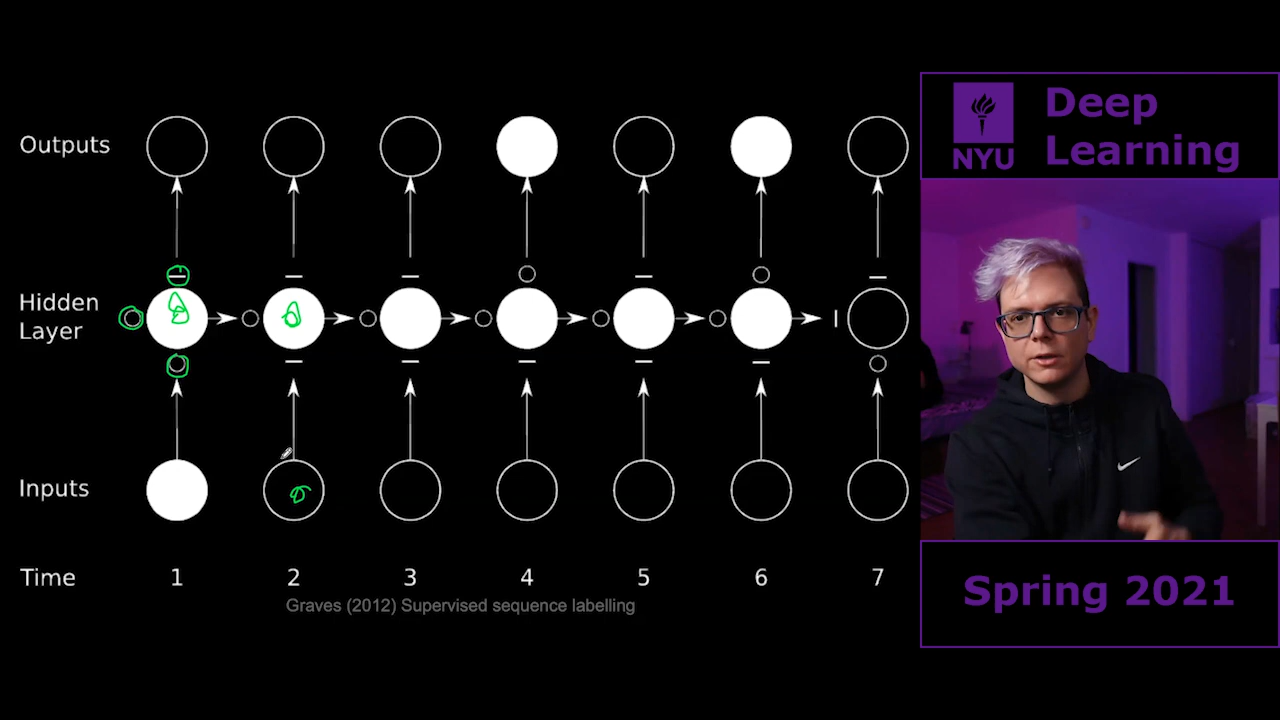 Outputs
Hidden
Layer
Inputs
Time 1 2 3 4 5 6 7
Graves (2012) Supervised sequence labelling
NYU
Deep
Learning
Spring 2021